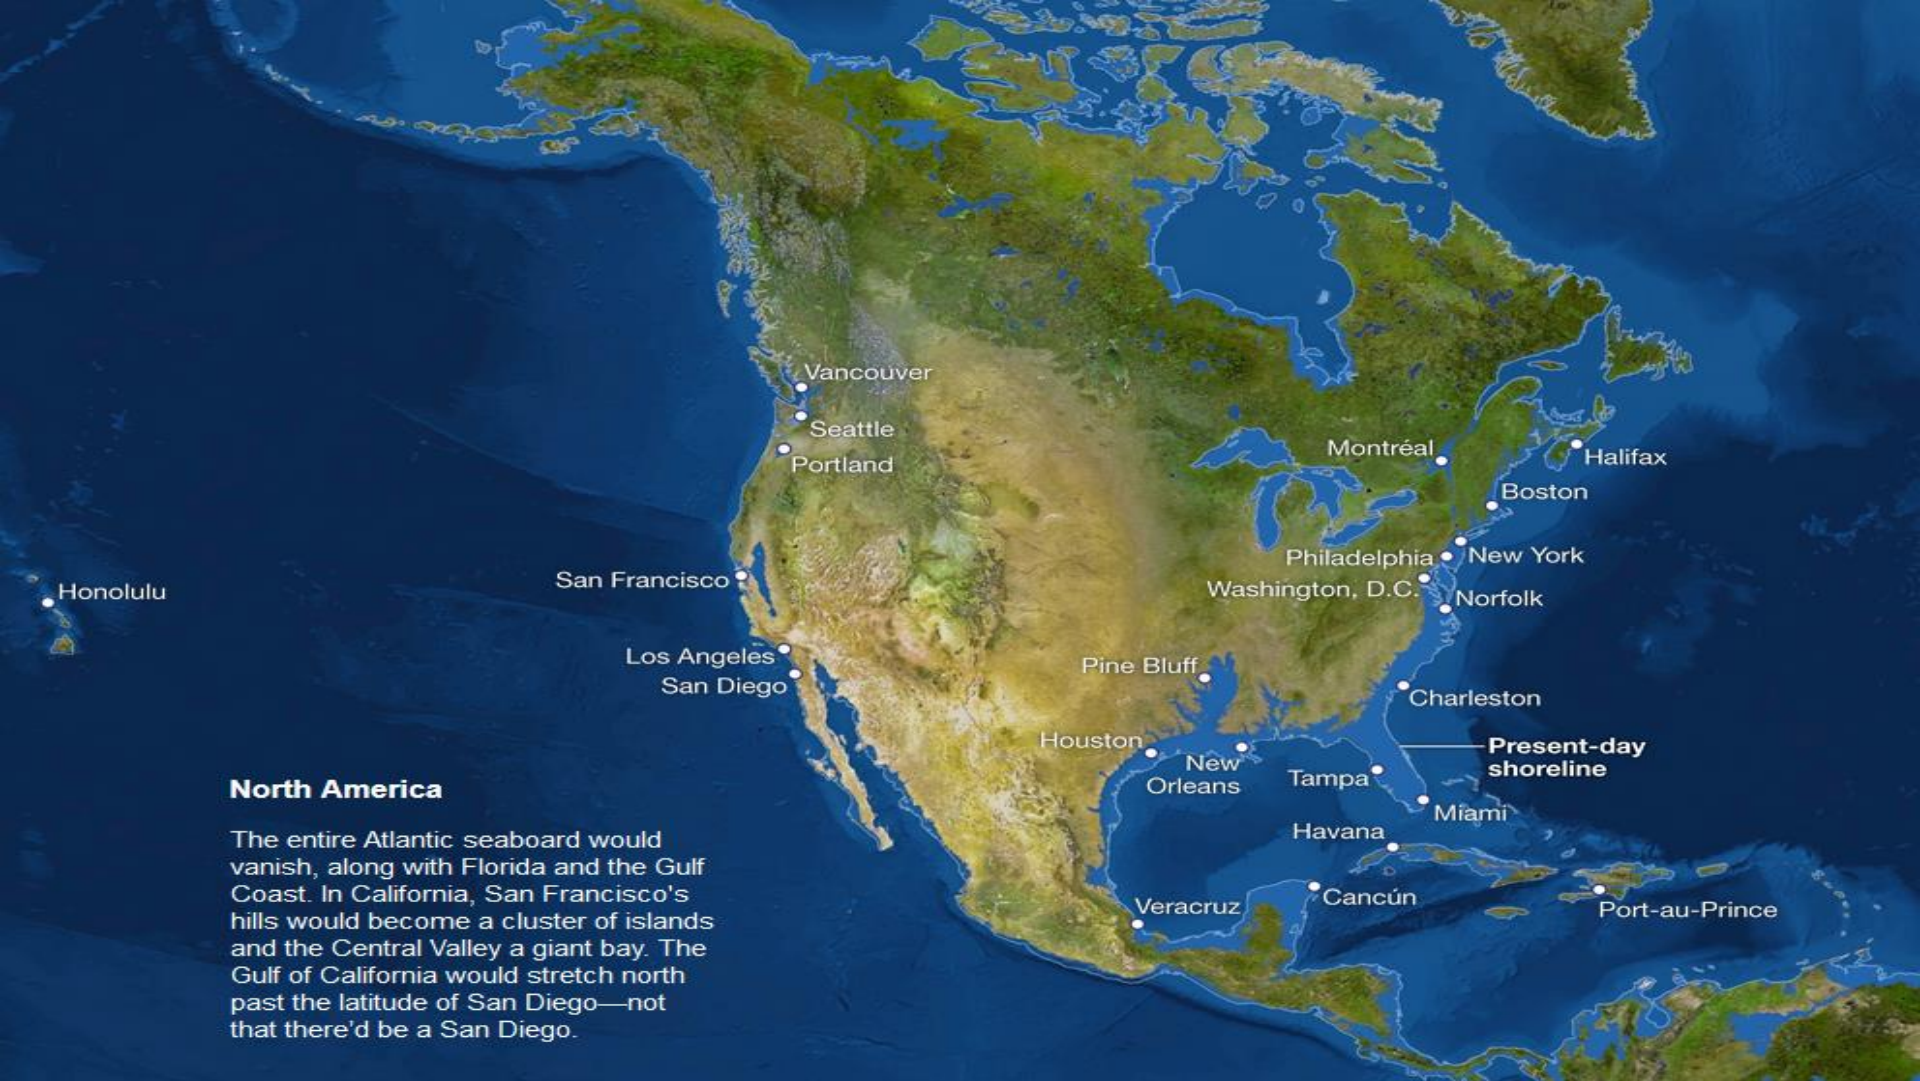 Vancouver
Seattle
Portland
Montréal
Halifax
Boston
Philadelphia
New York
Washington, D.C.
Norfolk
San Francisco
Honolulu
Los Angeles
San Diego
Pine Bluff
Charleston
Houston
New
Orleans
Tampa
Present-day
shoreline
Miami
Havana
Veracruz
Cancún
Port-au-Prince
North America
The entire Atlantic seaboard would
vanish, along with Florida and the Gulf
Coast. In California, San Francisco's
hills would become a cluster of islands
and the Central Valley a giant bay. The
Gulf of California would stretch north
past the latitude of San Diego—not
that there'd be a San Diego.